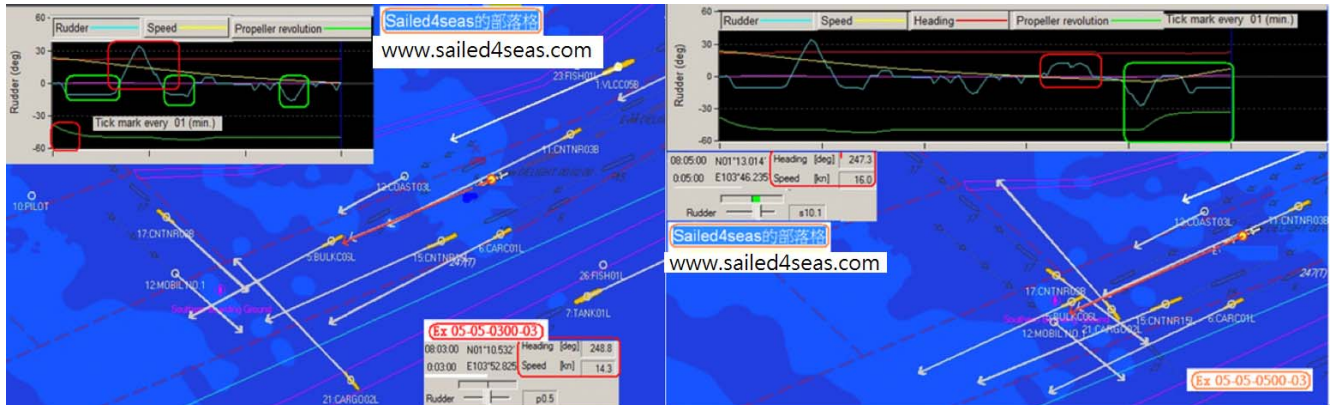 Rudder
Speed
Propeller revolution
Sailed4seas的部落格
www.sailed4seas.com
60
30
0
-30
-60
Rudder (deg)
Tick mark every 01 (min.)
23:FISH01L
1:VLCC05B
11:CNTNR03B
12:COAST03L
10:PILOT
17:CNTNR03B
5:BULKC06L
6:CARC01L
247(T)
12:MOBIL NO.1
26:FISH01L
7:TANK01L
21:CARGO02L
Ex 05-05-0300-03
08:03:00 N01°10.532' Heading [deg] 248.8
0:03:00 E103°52.825 Speed [kn] 14.3
Rudder p0.5
Rudder
Speed
Heading
Propeller revolution
Tick mark every 01 (min.)
60
30
0
-30
-60
Rudder (deg)
08:05:00 N01°13.014' Heading [deg] 247.3
0:05:00 E103°46.235 Speed [kn] 16.0
Rudder s10.1
Sailed4seas的部落格
www.sailed4seas.com
12:COAST03L
11:CNTNR03B
247(T)
17:CNTNR03B
12:MOBIL NO.1
21:CARGO02L
15:CNTNR15L
6:CARC01L
Ex 05-05-0500-03